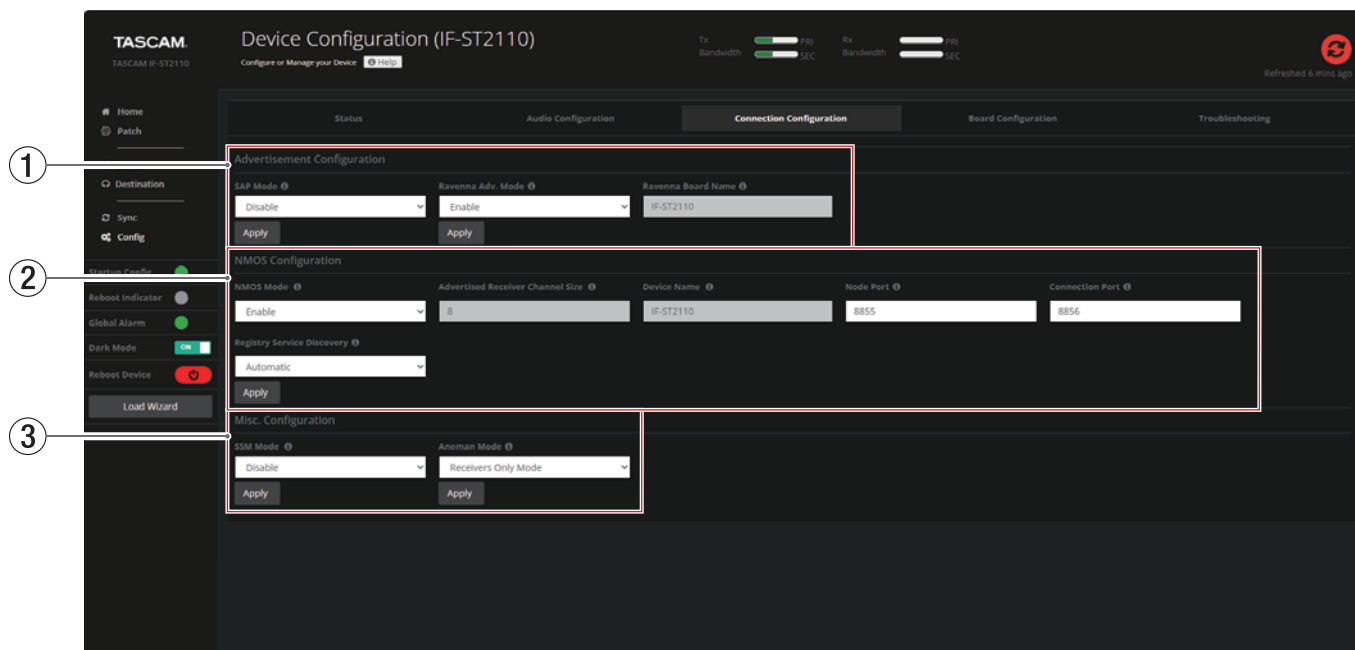 TASCAM
TASCAM IF-ST2110
Device Configuration (IF-ST2110)
Configure or Manage your Device Help
Tx Bandwidth PRI SEC
Rx Bandwidth PRI SEC
Refreshed 6 mins ago
Home
Patch
Destination
Sync
Config
Startup Config
Reboot Indicator
Global Alarm
Dark Mode ON
Reboot Device
Load Wizard
Status Audio Configuration Connection Configuration Board Configuration Troubleshooting
1
Advertisement Configuration
SAP Mode Ravenna Adv. Mode Ravenna Board Name
Disable Enable IF-ST2110
Apply Apply
2
NMOS Configuration
NMOS Mode Advertised Receiver Channel Size Device Name Node Port Connection Port
Enable 8 IF-ST2110 8855 8856
Registry Service Discovery
Automatic
Apply
3
Misc. Configuration
SSM Mode Aneman Mode
Disable Receivers Only Mode
Apply Apply